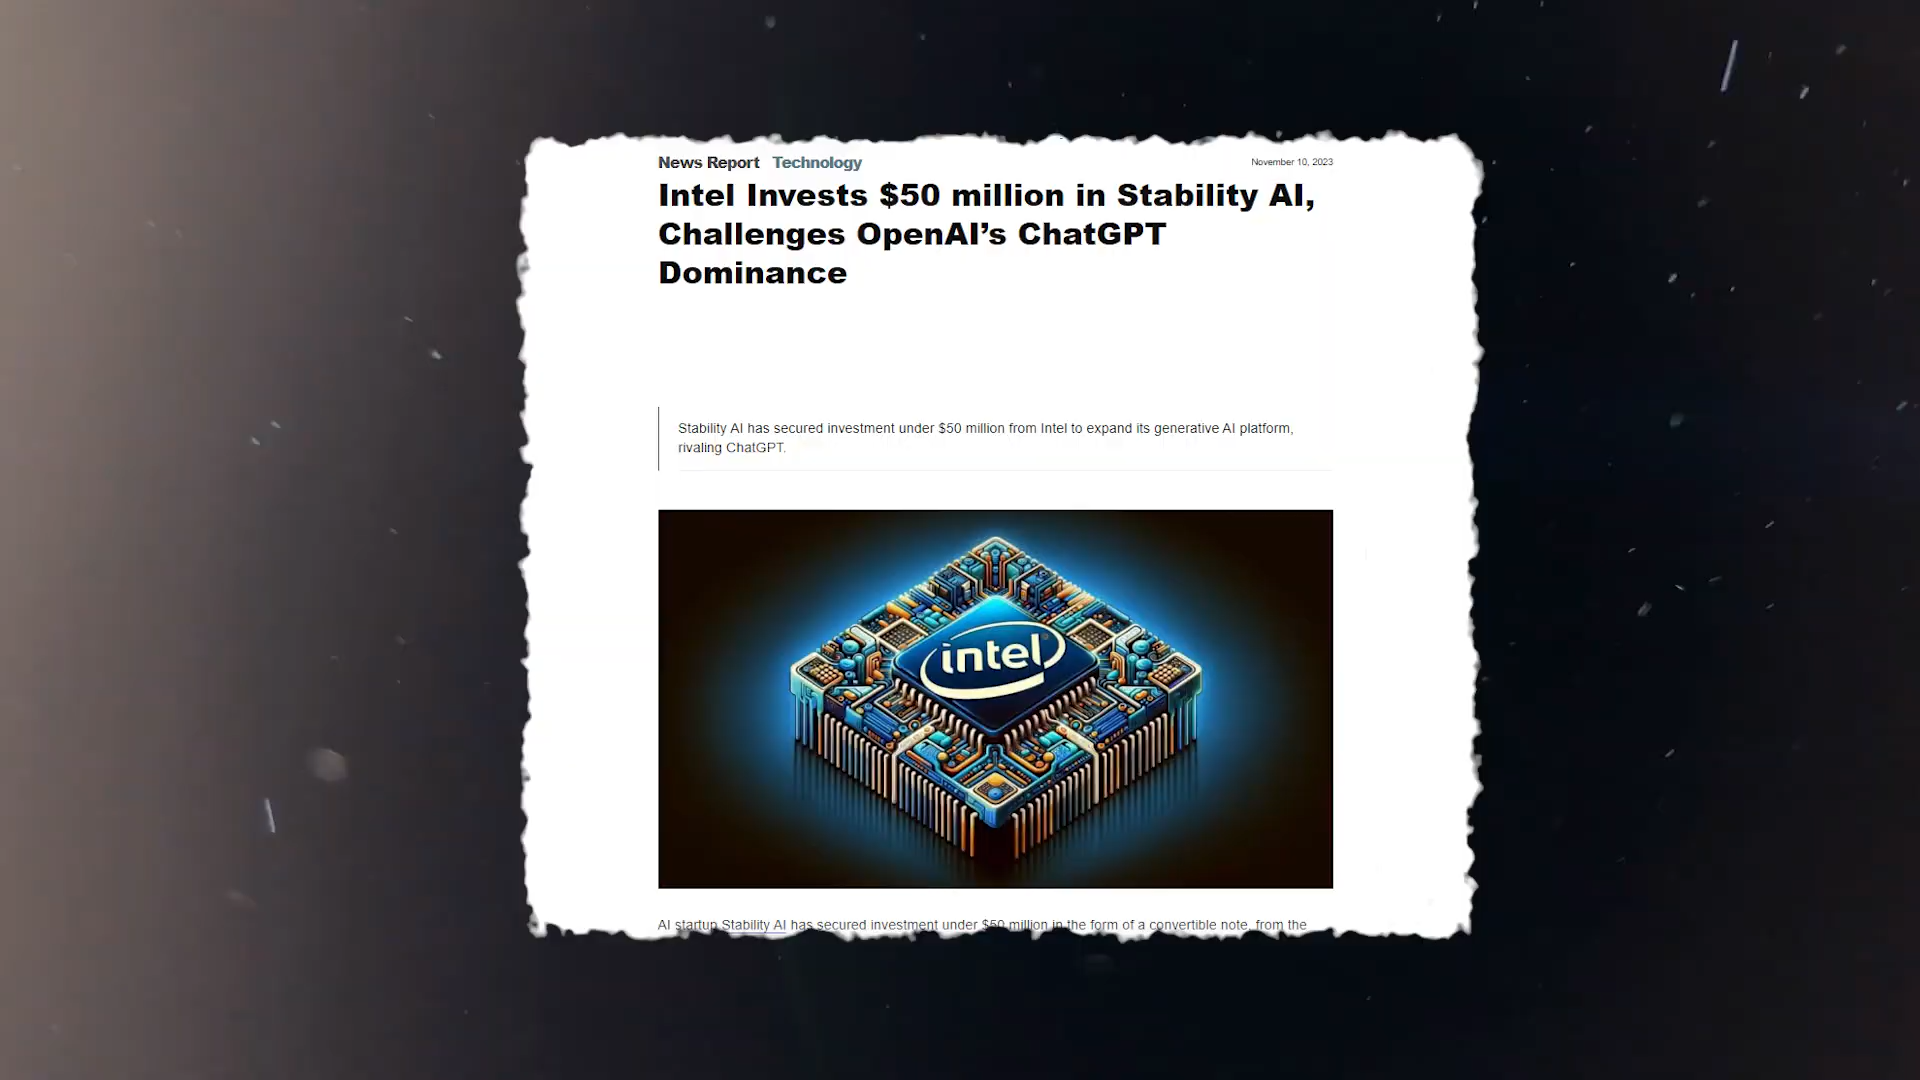 News Report Technology
November 10, 2023
Intel Invests $50 million in Stability AI,
Challenges OpenAI’s ChatGPT
Dominance
Stability AI has secured investment under $50 million from Intel to expand its generative AI platform,
rivaling ChatGPT.
intel
AI startup Stability AI has secured investment under $50 million in the form of a convertible note, from the